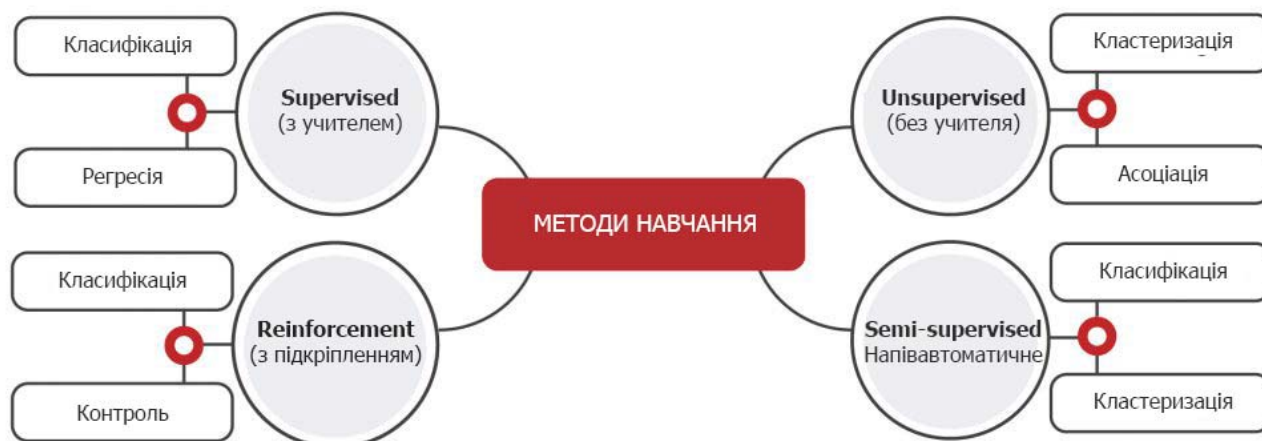 Класифікація
Supervised
(з учителем)
Регресія
Кластеризація
Unsupervised
(без учителя)
Асоціація
МЕТОДИ НАВЧАННЯ
Класифікація
Reinforcement
(з підкріпленням)
Контроль
Класифікація
Semi-supervised
Напівавтоматичне
Кластеризація